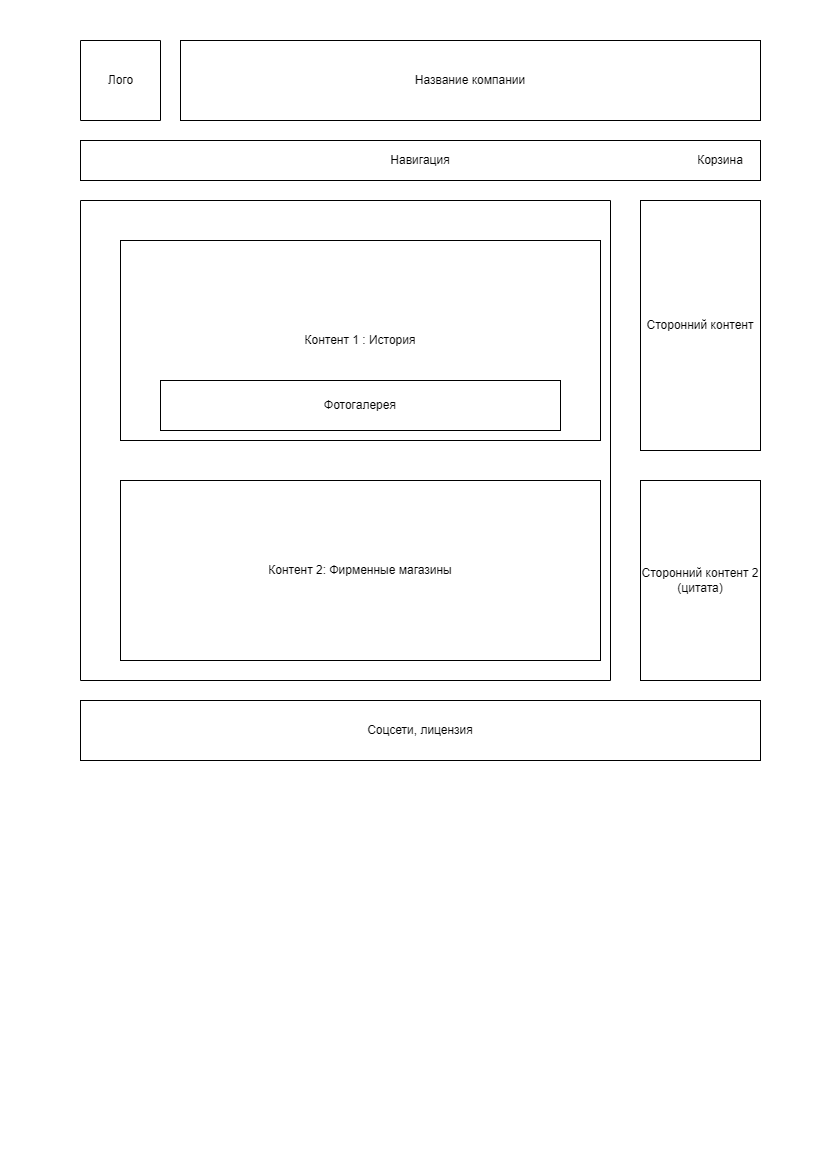 Лого
Название компании
Навигация
Корзина
Контент 1 : История
Фотогалерея
Сторонний контент
Контент 2: Фирменные магазины
Сторонний контент 2
(цитата)
Соцсети, лицензия